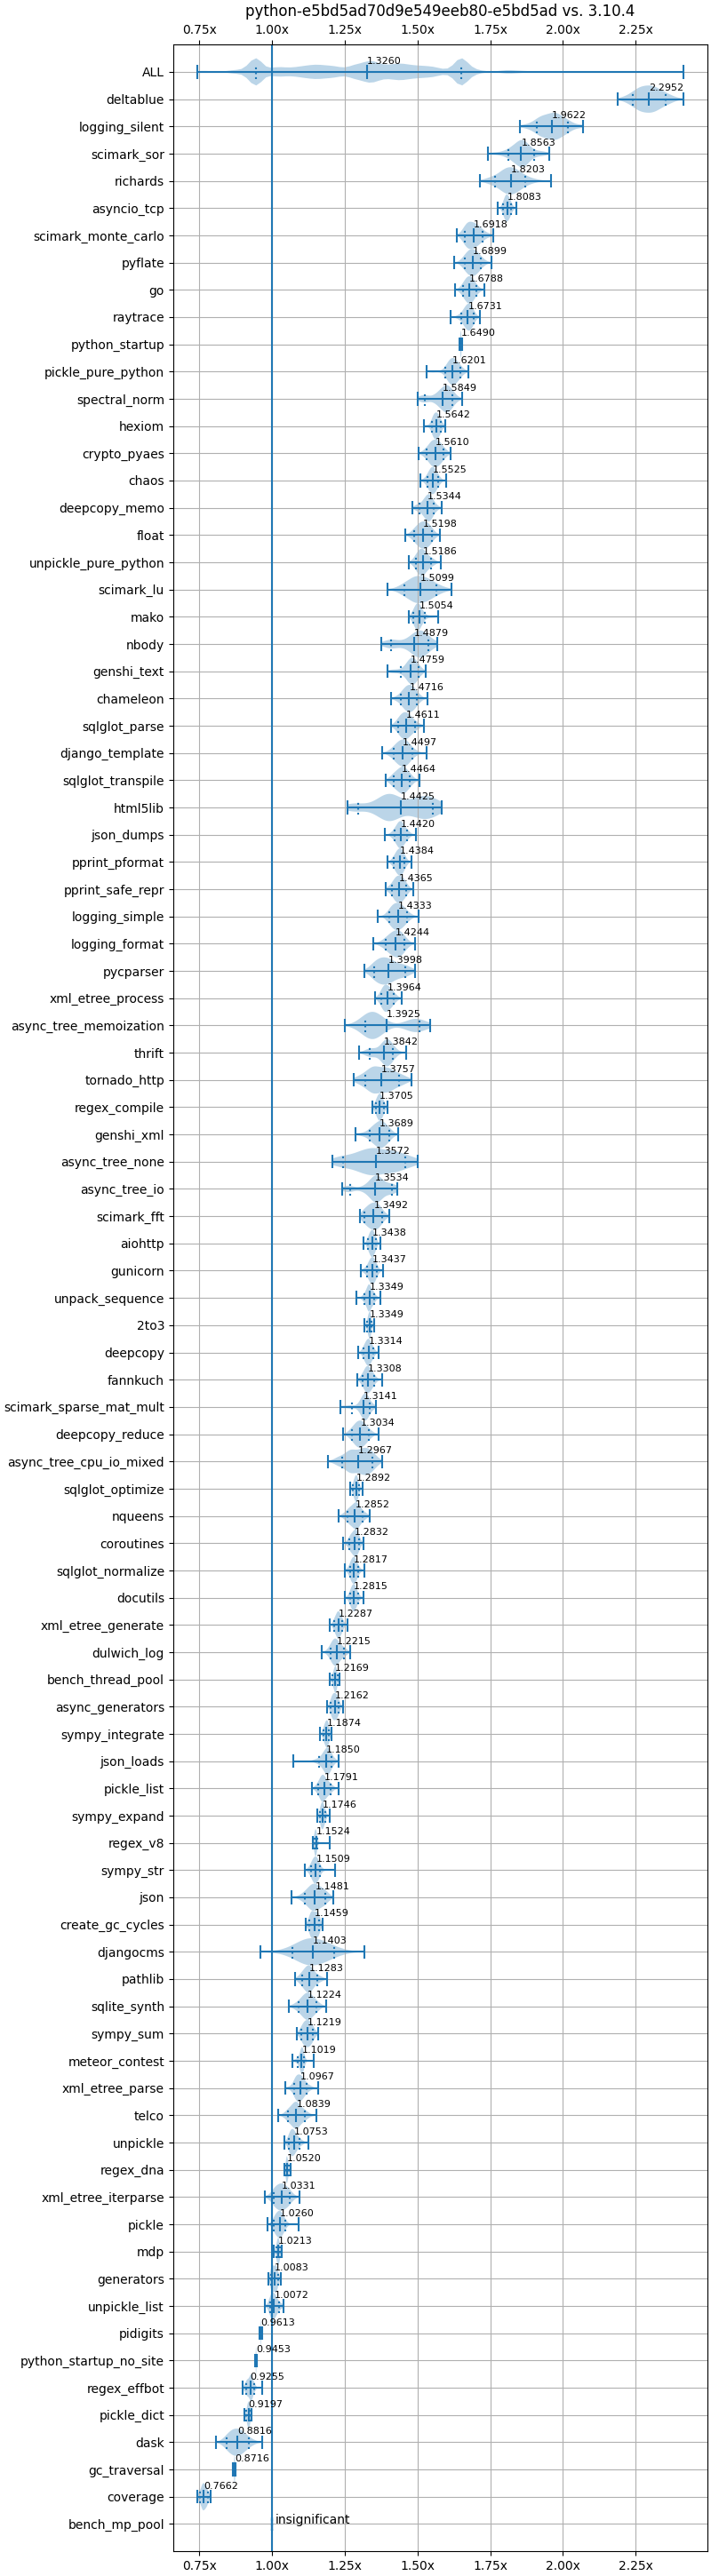 python-e5bd5ad70d9e549eeb80-e5bd5ad vs. 3.10.4
0.75x 1.00x 1.25x 1.50x 1.75x 2.00x 2.25x
ALL 1.3260
deltablue 2.2952
logging_silent 1.9622
scimark_sor 1.8563
richards 1.8203
asyncio_tcp 1.8083
scimark_monte_carlo 1.6918
pyflate 1.6899
go 1.6788
raytrace 1.6731
python_startup 1.6490
pickle_pure_python 1.6201
spectral_norm 1.5849
hexiom 1.5642
crypto_pyaes 1.5610
chaos 1.5525
deepcopy_memo 1.5344
float 1.5198
unpickle_pure_python 1.5186
scimark_lu 1.5099
mako 1.5054
nbody 1.4879
genshi_text 1.4759
chameleon 1.4716
sqlglot_parse 1.4611
django_template 1.4497
sqlglot_transpile 1.4464
html5lib 1.4425
json_dumps 1.4420
pprint_pformat 1.4384
pprint_safe_repr 1.4365
logging_simple 1.4333
logging_format 1.4244
pycparser 1.3998
xml_etree_process 1.3964
async_tree_memoization 1.3925
thrift 1.3842
tornado_http 1.3757
regex_compile 1.3705
genshi_xml 1.3689
async_tree_none 1.3572
async_tree_io 1.3534
scimark_fft 1.3492
aiohttp 1.3438
gunicorn 1.3437
unpack_sequence 1.3349
2to3 1.3349
deepcopy 1.3314
fannkuch 1.3308
scimark_sparse_mat_mult 1.3141
deepcopy_reduce 1.3034
async_tree_cpu_io_mixed 1.2967
sqlglot_optimize 1.2892
nqueens 1.2852
coroutines 1.2832
sqlglot_normalize 1.2817
docutils 1.2815
xml_etree_generate 1.2287
dulwich_log 1.2215
bench_thread_pool 1.2169
async_generators 1.2162
sympy_integrate 1.1874
json_loads 1.1850
pickle_list 1.1791
sympy_expand 1.1746
regex_v8 1.1524
sympy_str 1.1509
json 1.1481
create_gc_cycles 1.1459
djangocms 1.1403
pathlib 1.1283
sqlite_synth 1.1224
sympy_sum 1.1219
meteor_contest 1.1019
xml_etree_parse 1.0967
telco 1.0839
unpickle 1.0753
regex_dna 1.0520
xml_etree_iterparse 1.0331
pickle 1.0260
mdp 1.0213
generators 1.0083
unpickle_list 1.0072
pidigits 0.9613
python_startup_no_site 0.9453
regex_effbot 0.9255
pickle_dict 0.9197
dask 0.8816
gc_traversal 0.8716
coverage 0.7662
bench_mp_pool insignificant
0.75x 1.00x 1.25x 1.50x 1.75x 2.00x 2.25x